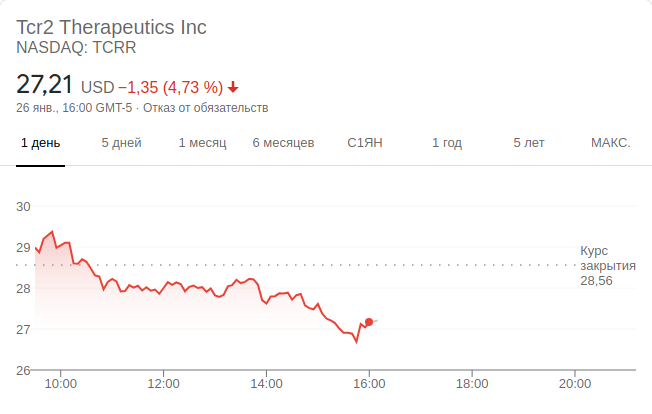 Tcr2 Therapeutics Inc
NASDAQ: TCRR
27,21 USD −1,35 (4,73 %)
26 янв., 16:00 GMT-5 · Отказ от обязательств
1 день 5 дней 1 месяц 6 месяцев С1ЯН 1 год 5 лет МАКС.
30
29
Курс
закрытия
28,56
28
27
26
10:00 12:00 14:00 16:00 18:00 20:00